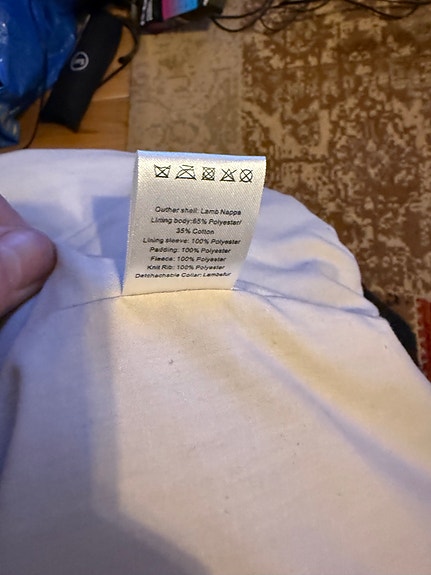 Outher shell: Lamb Nappa
Lining body:65% Polyester/
35% Cotton
Lining sleeve: 100% Polyester
Padding: 100% Polyester
Fleece: 100% Polyester
Knit Rib: 100% Polyester
Detchachable Collar: Lambsfur